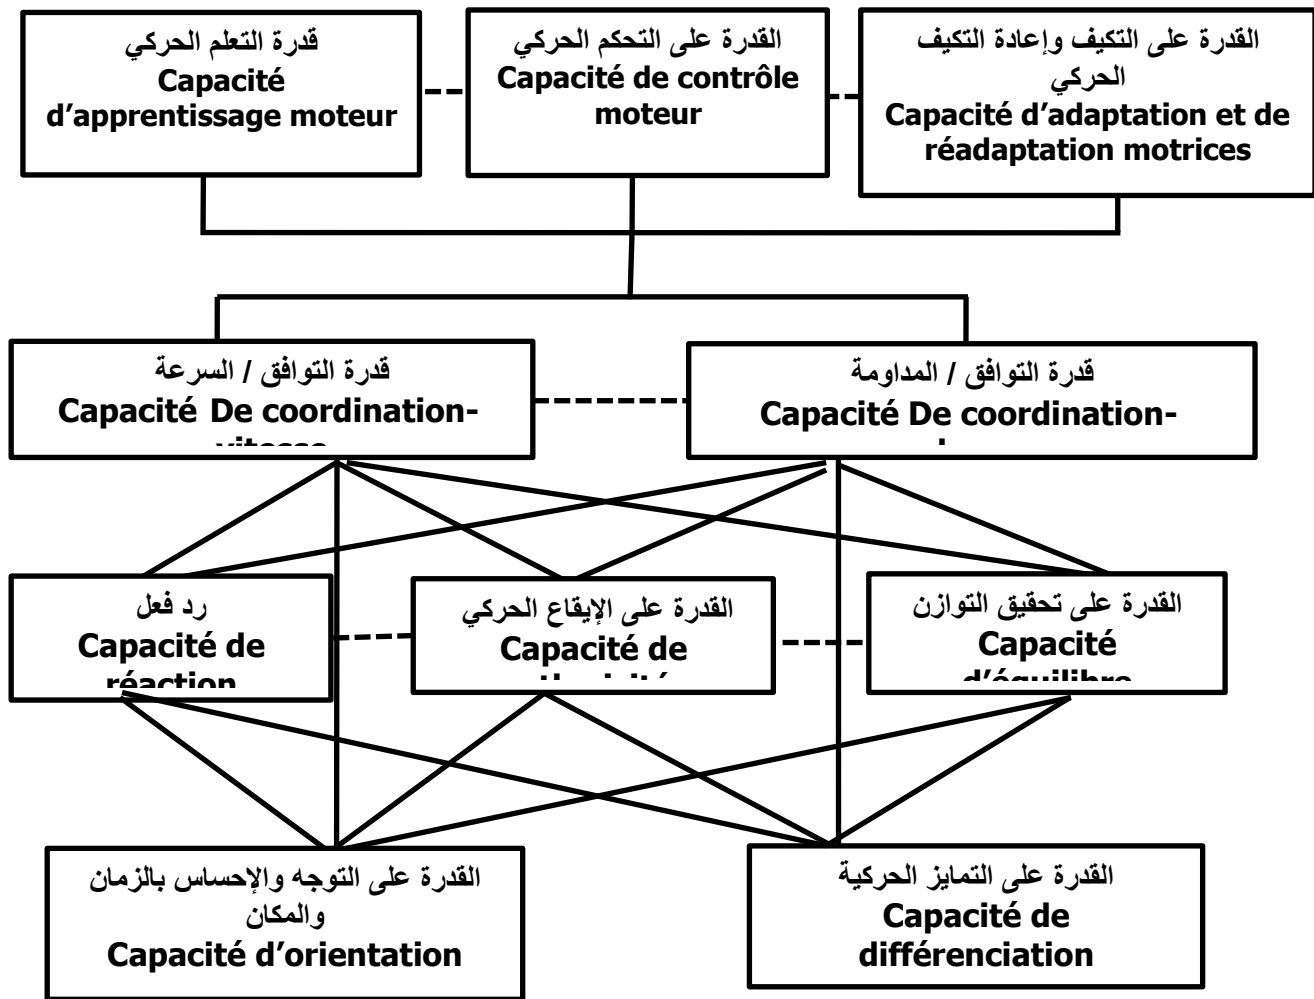 قدرة التعلم الحركي
Capacité
d’apprentissage moteur
القدرة على التحكم الحركي
Capacité de contrôle
moteur
القدرة على التكيف وإعادة التكيف
الحركي
Capacité d’adaptation et de
réadaptation motrices
قدرة التوافق / السرعة
Capacité De coordination-
vitesse
قدرة التوافق / المداومة
Capacité De coordination-
رد فعل
Capacité de
réaction
القدرة على الإيقاع الحركي
Capacité de
القدرة على تحقيق التوازن
Capacité
d’équilibre
القدرة على التوجه والإحساس بالزمان
والمكان
Capacité d’orientation
القدرة على التمايز الحركية
Capacité de
différenciation